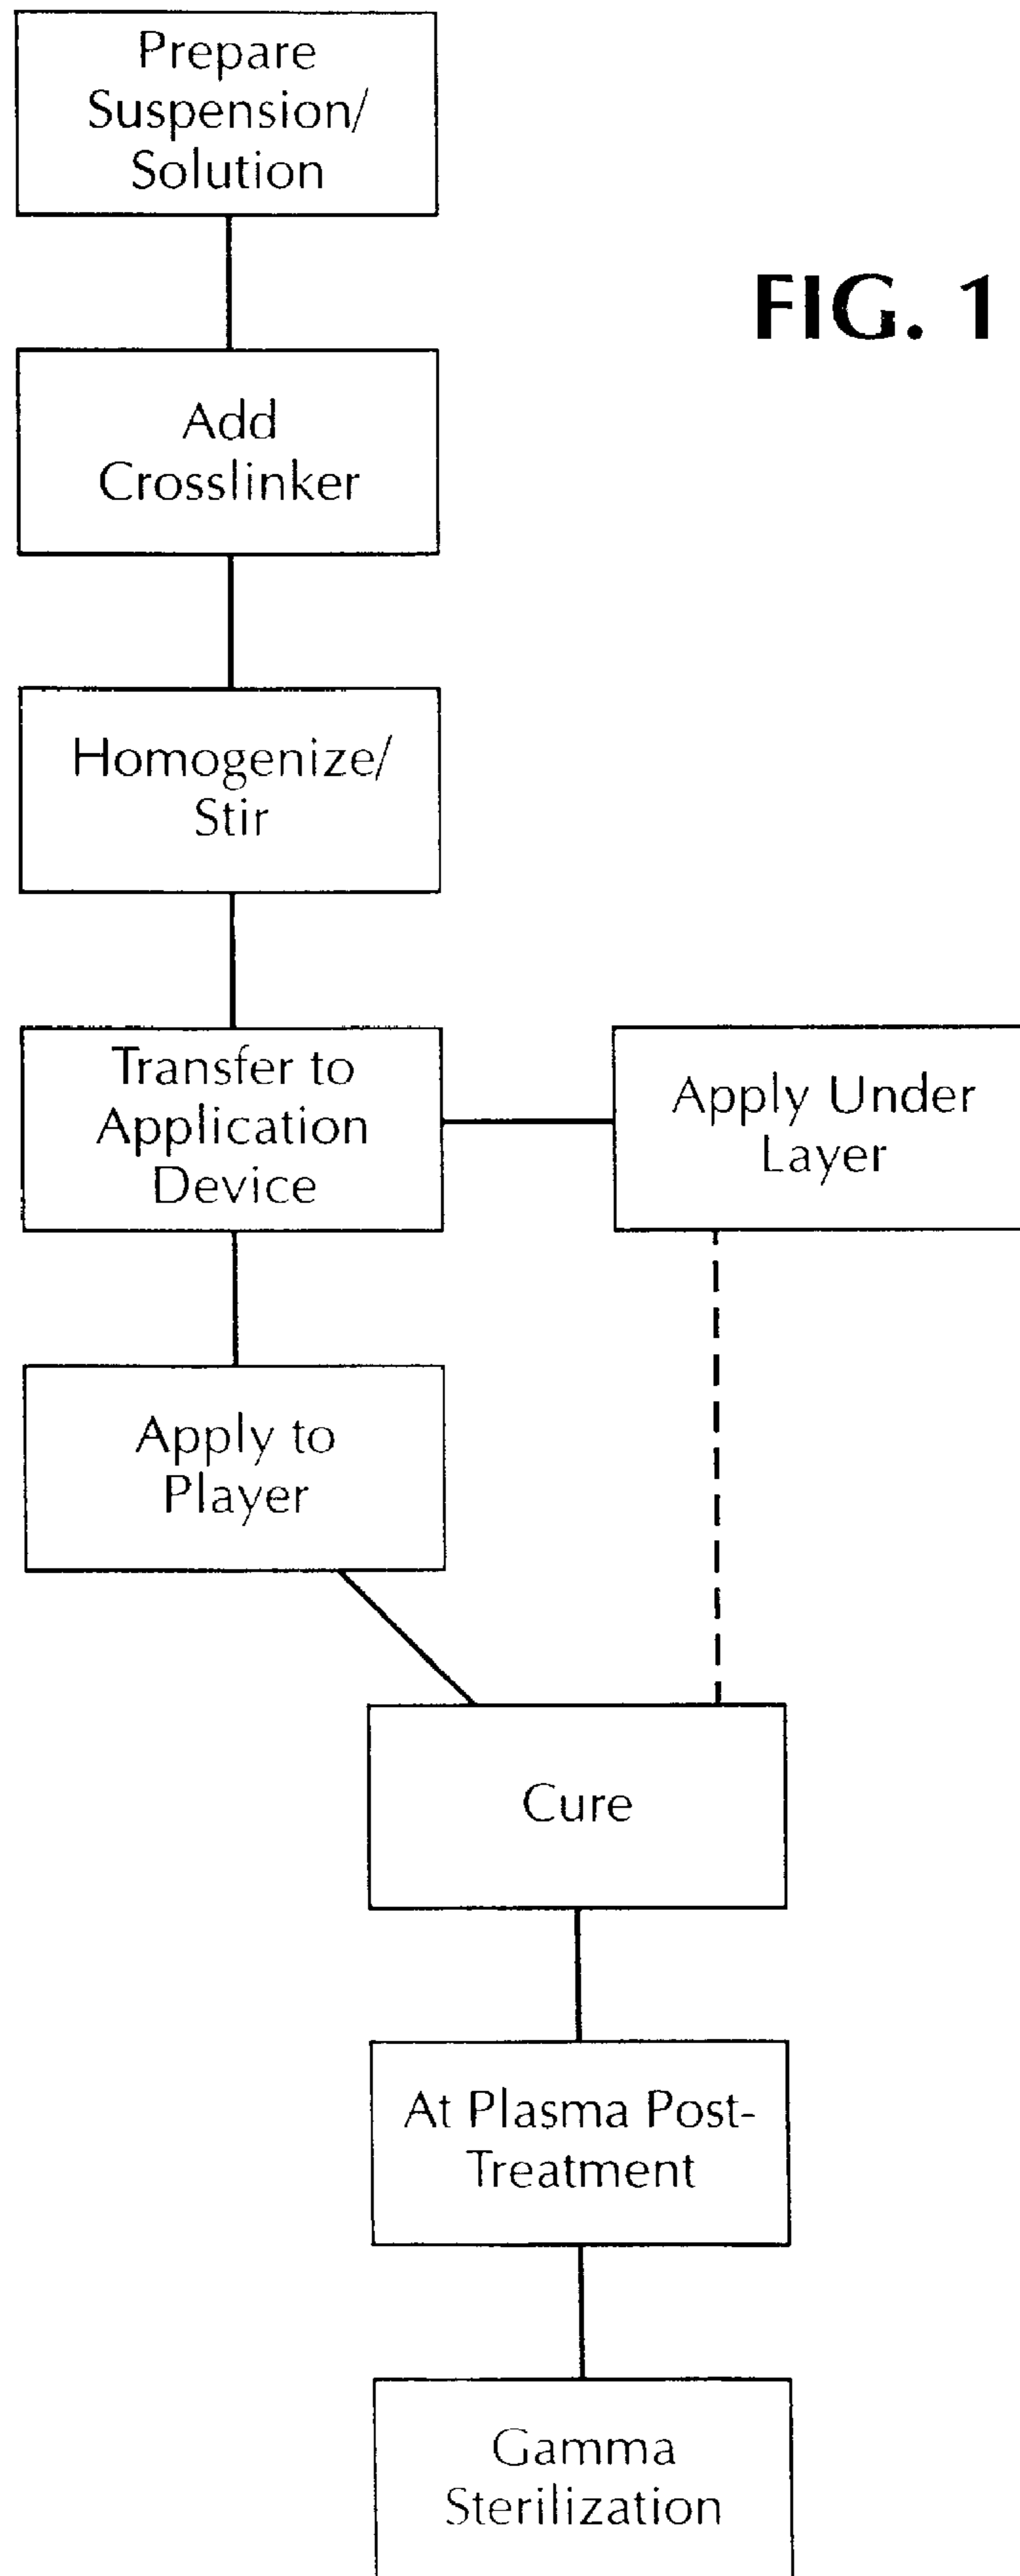 Prepare
Suspension/
Solution
FIG. 1
Add
Crosslinker
Homogenize/
Stir
Transfer to
Application
Device
Apply Under
Layer
Apply to
Player
Cure
At Plasma Post-
Treatment
Gamma
Sterilization